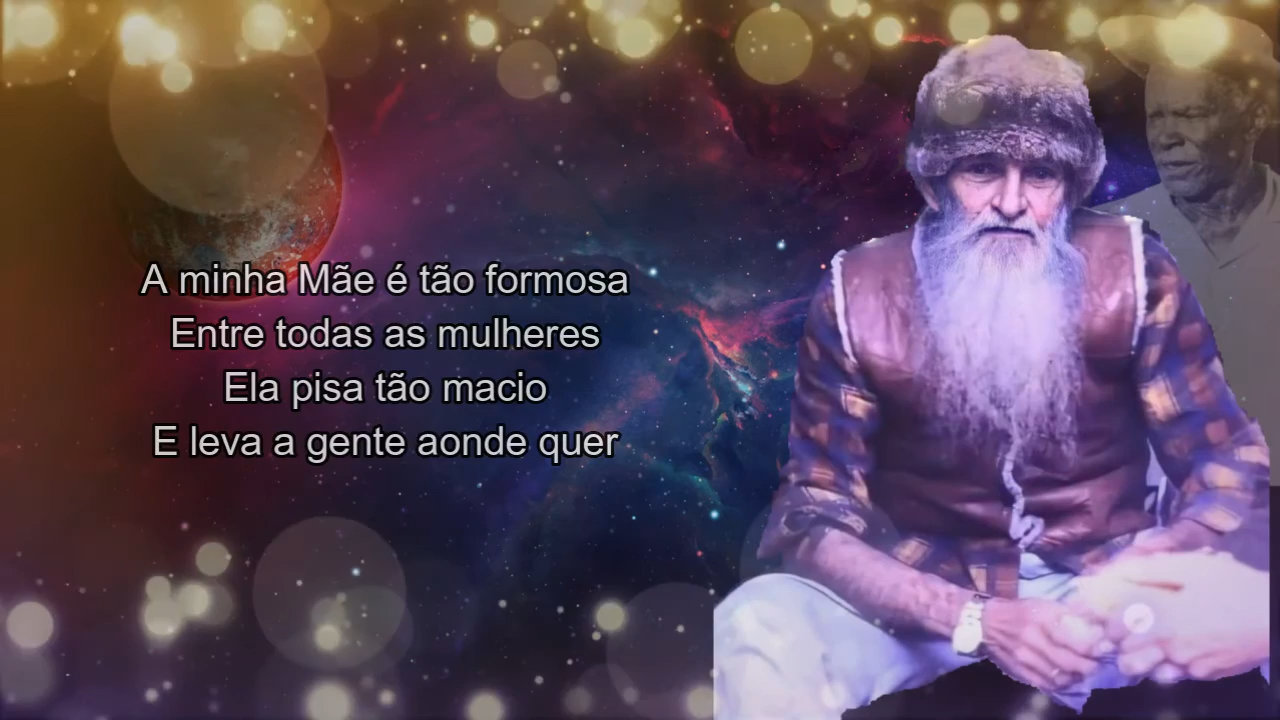 A minha Mãe é tão formosa
Entre todas as mulheres
Ela pisa tão macio
E leva a gente aonde quer